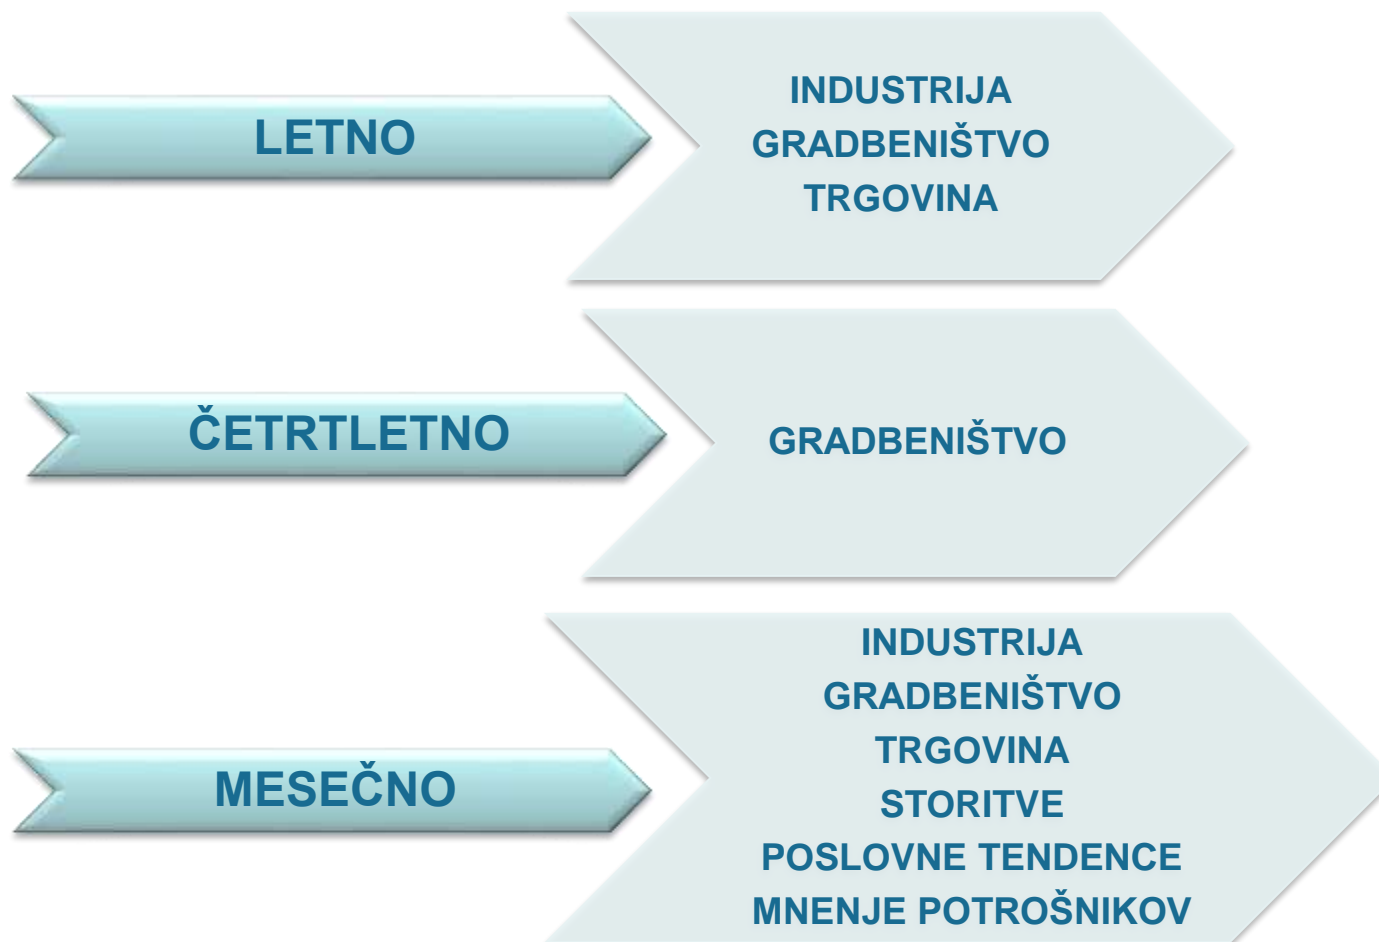 LETNO
INDUSTRIJA
GRADBENIŠTVO
TRGOVINA
ČETRTLETNO
GRADBENIŠTVO
MESEČNO
INDUSTRIJA
GRADBENIŠTVO
TRGOVINA
STORITVE
POSLOVNE TENDENCE
MNENJE POTROŠNIKOV